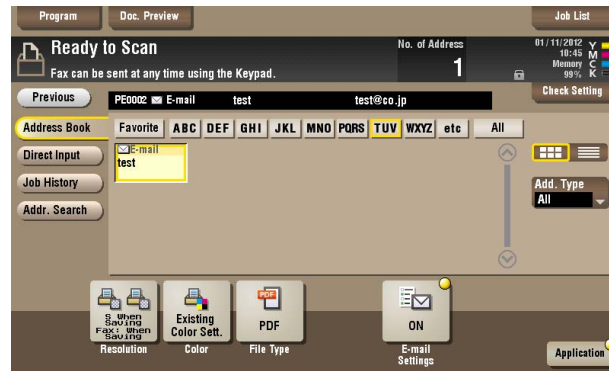 Program
Doc. Preview
Job List
Ready to Scan
Fax can be sent at any time using the Keypad.
No. of Address
1
01/11/2012
10:45
Memory
99%
Y
M
C
K
Previous
PE0002 E-mail test test@co.jp
Check Setting
Address Book
Favorite ABC DEF GHI JKL MNO PQRS TUV WXYZ etc All
Direct Input
E-mail
test
Job History
Add. Type
All
Addr. Search
S When
Saving
Fax: When
Saving
Resolution
Existing
Color Sett.
Color
PDF
PDF
File Type
ON
E-mail
Settings
Application